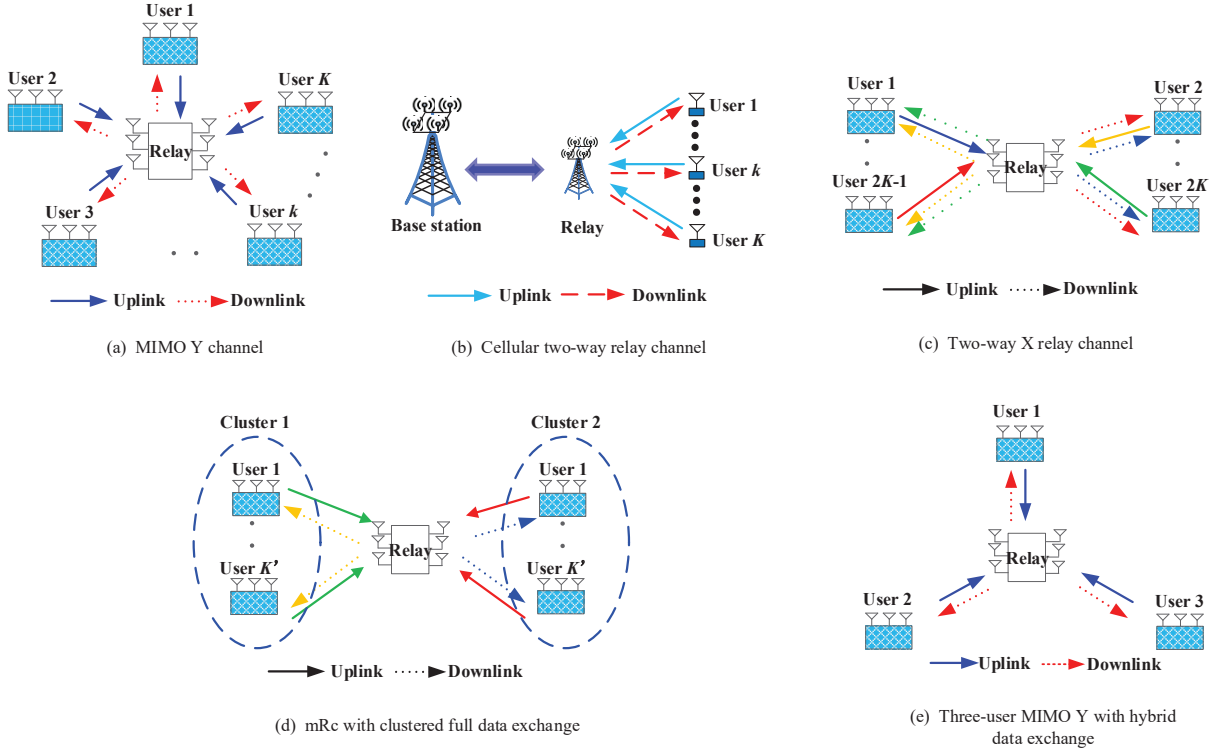 User 1
User 2
User K
Relay
User 3
User k
Uplink
Downlink
(a) MIMO Y channel
User 1
User k
Base station
Relay
User K
Uplink
Downlink
(b) Cellular two-way relay channel
User 1
User 2
Relay
User 2K-1
User 2K
Uplink
Downlink
(c) Two-way X relay channel
Cluster 1
Cluster 2
User 1
User 1
Relay
User K'
User K'
Uplink
Downlink
(d) mRc with clustered full data exchange
User 1
Relay
User 2
User 3
Uplink
Downlink
(e) Three-user MIMO Y with hybrid
data exchange